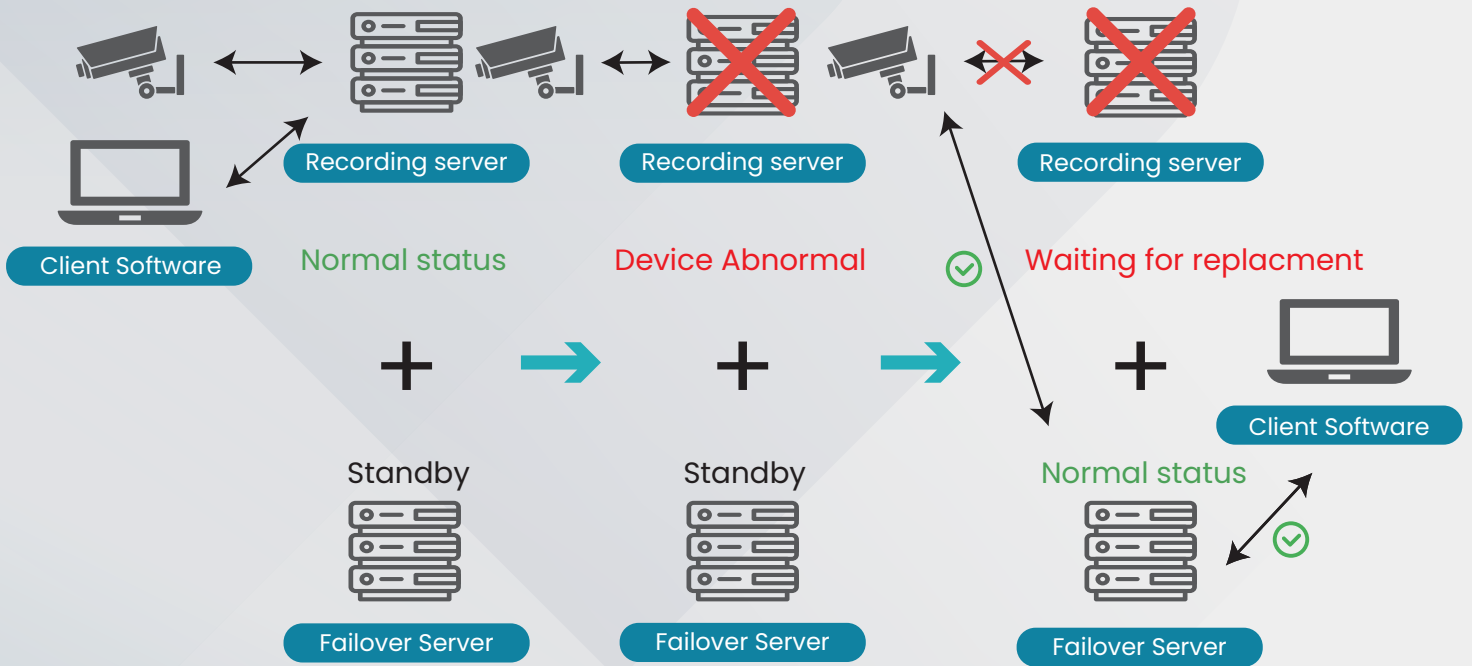 Recording server
Recording server
Recording server
Client Software
Normal status
Device Abnormal
Waiting for replacment
Client Software
Standby
Standby
Normal status
Failover Server
Failover Server
Failover Server